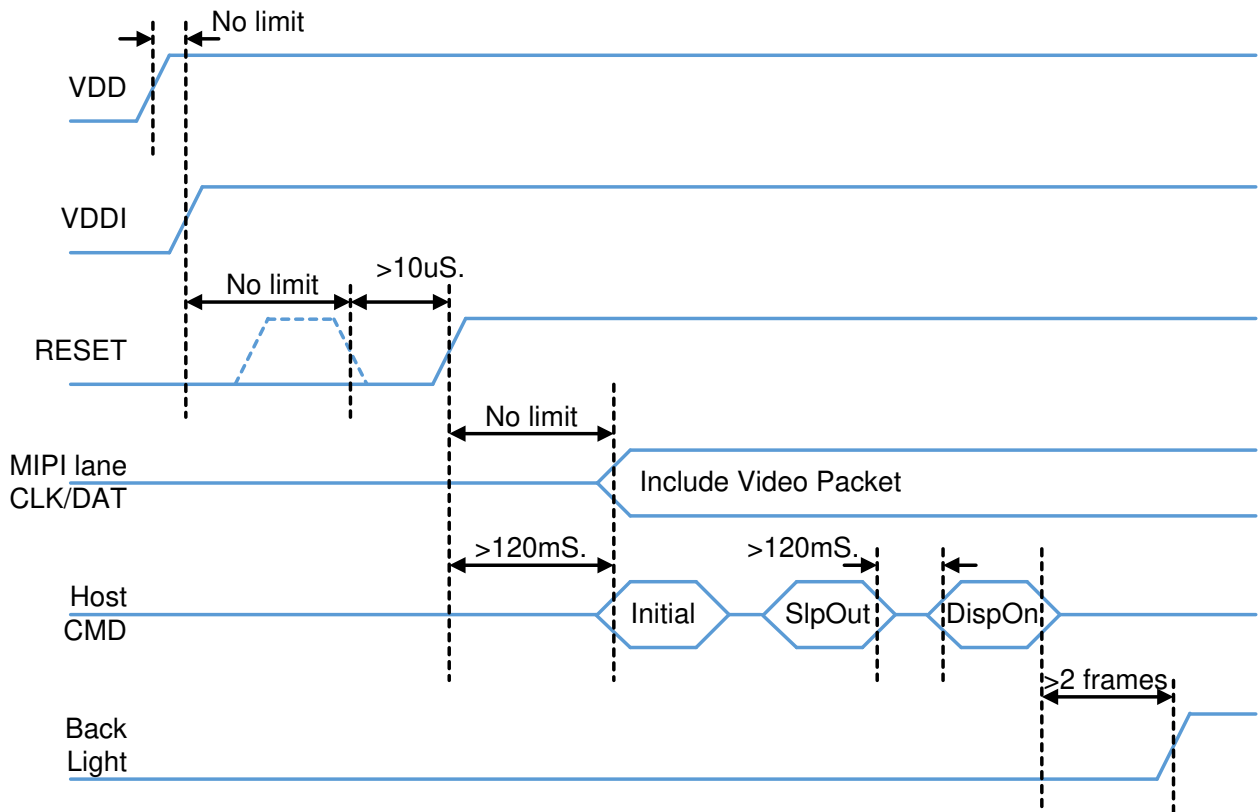 No limit
VDD
VDDI
>10uS.
No limit
RESET
No limit
MIPI lane
CLK/DAT
Include Video Packet
>120mS.
>120mS.
Host
CMD
Initial
SlpOut
DispOn
>2 frames
Back
Light